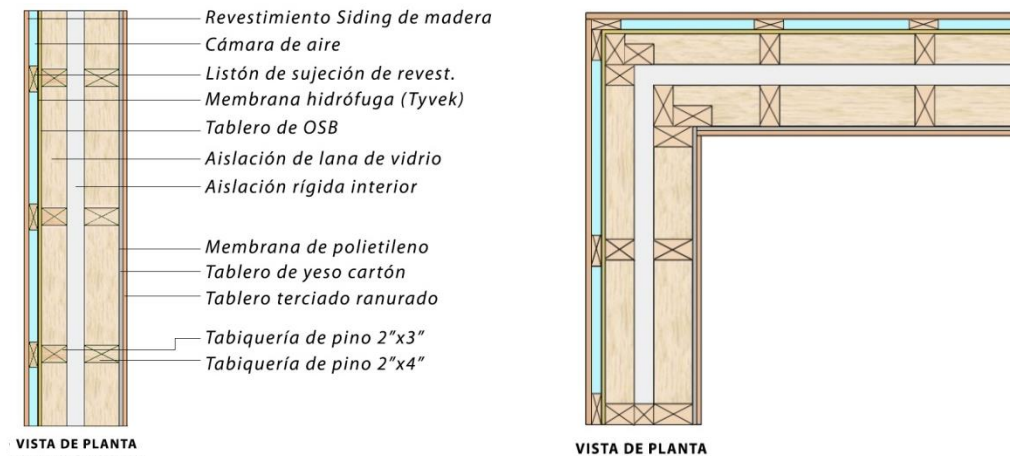 Revestimiento Siding de madera
Cámara de aire
Listón de sujeción de revest.
Membrana hidrófuga (Tyvek)
Tablero de OSB
Aislación de lana de vidrio
Aislación rígida interior
Membrana de polietileno
Tablero de yeso cartón
Tablero terciado ranurado
Tabiquería de pino 2”x3”
Tabiquería de pino 2”x4”
VISTA DE PLANTA
VISTA DE PLANTA